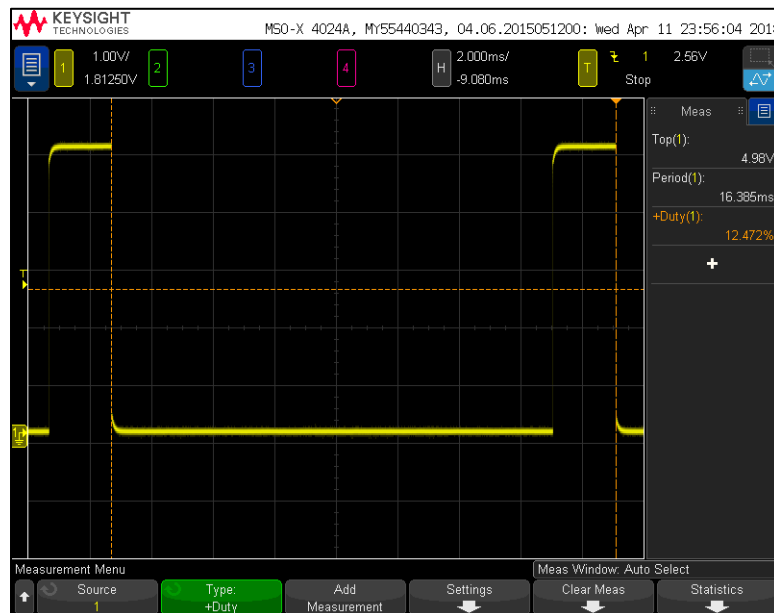 KEYSIGHT
TECHNOLOGIES
MSO-X 4024A, MY55440343, 04.06.2015051200: Wed Apr 11 23:56:04
1 1.00V/ 1.81250V
2
3
4
H 2.000ms/ -9.080ms
T 1 2.56V
Stop
Meas
Top(1):
4.98V
Period(1):
16.385ms
+Duty(1):
12.472%
T
1
Measurement Menu
Meas Window: Auto Select
Source
1
Type:
+Duty
Add
Measurement
Settings
Clear Meas
Statistics